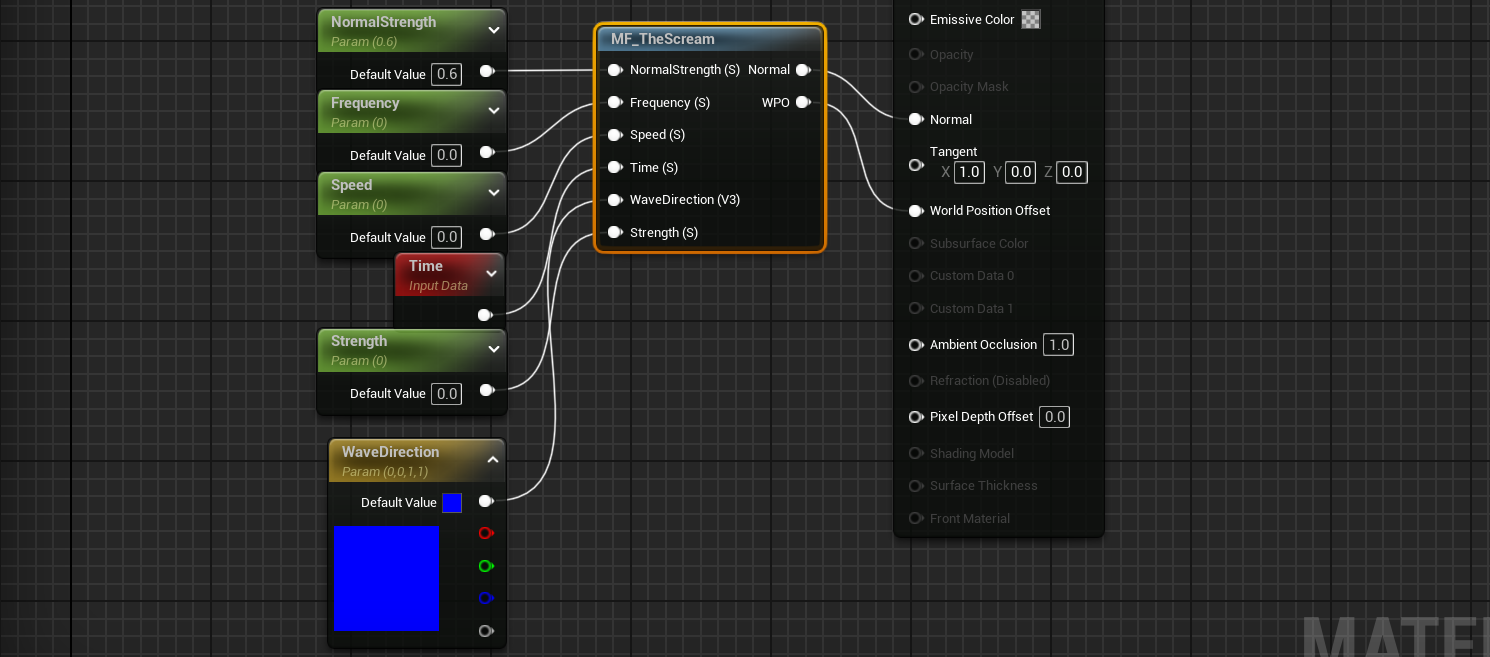 NormalStrength
Param (0.6)
Default Value 0.6
Frequency
Param (0)
Default Value 0.0
Speed
Param (0)
Default Value 0.0
Time
Input Data
Strength
Param (0)
Default Value 0.0
WaveDirection
Param (0,0,1,1)
Default Value
MF_TheScream
NormalStrength (S) Normal
Frequency (S) WPO
Speed (S)
Time (S)
WaveDirection (V3)
Strength (S)
Emissive Color
Opacity
Opacity Mask
Normal
Tangent
X 1.0 Y 0.0 Z 0.0
World Position Offset
Subsurface Color
Custom Data 0
Custom Data 1
Ambient Occlusion 1.0
Refraction (Disabled)
Pixel Depth Offset 0.0
Shading Model
Surface Thickness
Front Material